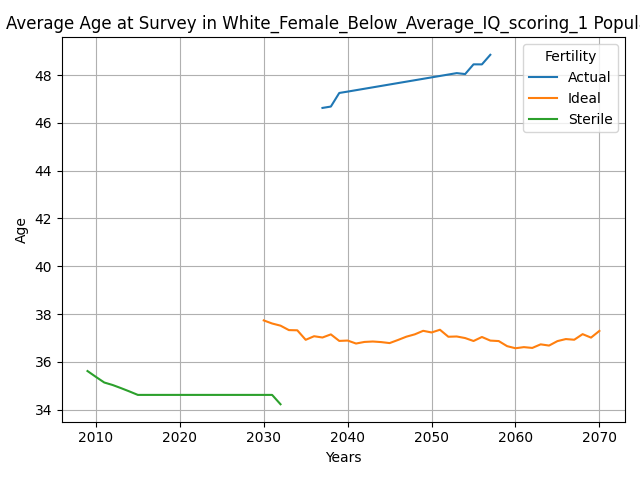 Average Age at Survey in White_Female_Below_Average_IQ_scoring_1 Popul
Fertility
Actual
Ideal
Sterile
48
46
44
42
40
38
36
34
Age
2010 2020 2030 2040 2050 2060 2070
Years